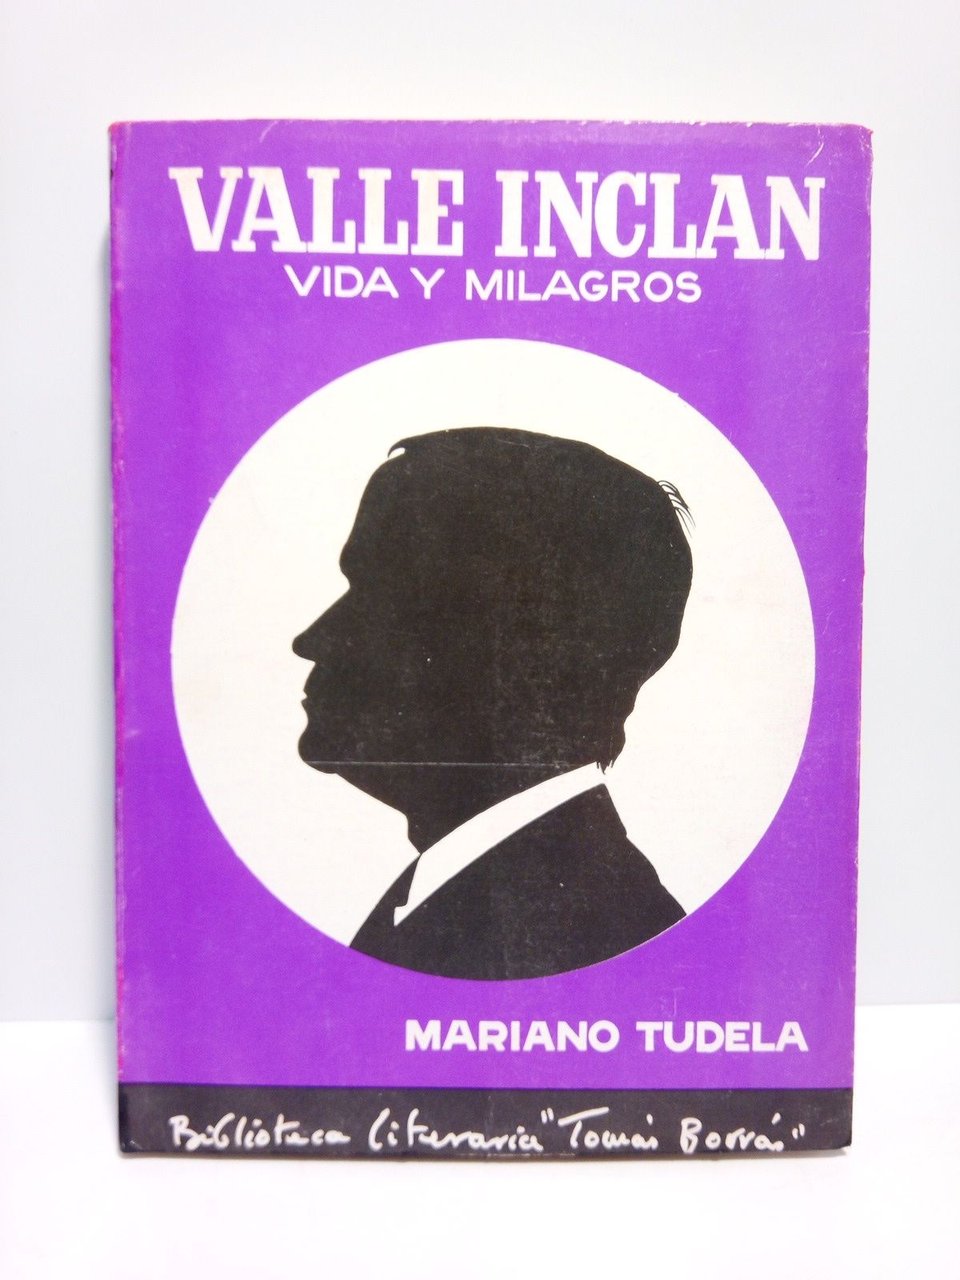 VALLE INCLAN
VIDA Y MILAGROS
MARIANO TUDELA
Biblioteca Literaria "Tomás Borrás"